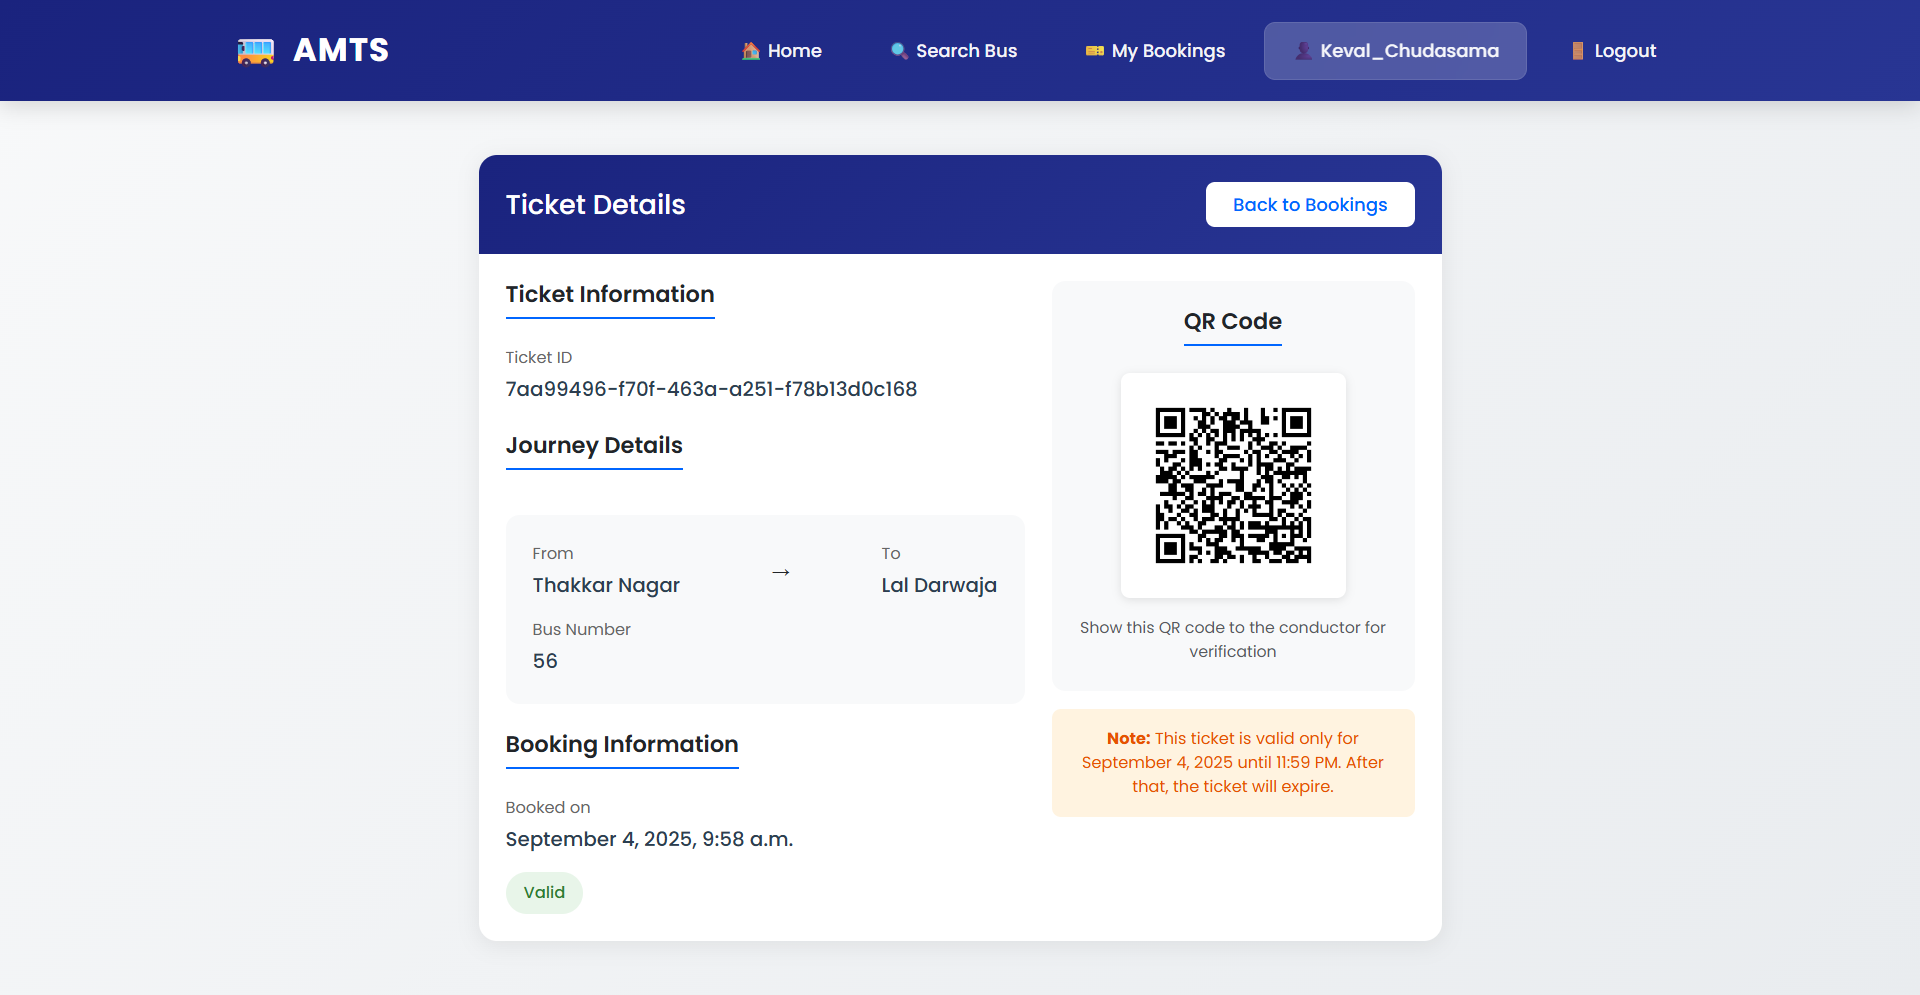 AMTS
Home
Search Bus
My Bookings
Keval_Chudasama
Logout
Ticket Details
Back to Bookings
Ticket Information
Ticket ID
7aa99496-f70f-463a-a251-f78b13d0c168
Journey Details
From
Thakkar Nagar
→
To
Lal Darwaja
Bus Number
56
Booking Information
Booked on
September 4, 2025, 9:58 a.m.
Valid
QR Code
Show this QR code to the conductor for
verification
Note: This ticket is valid only for
September 4, 2025 until 11:59 PM. After
that, the ticket will expire.